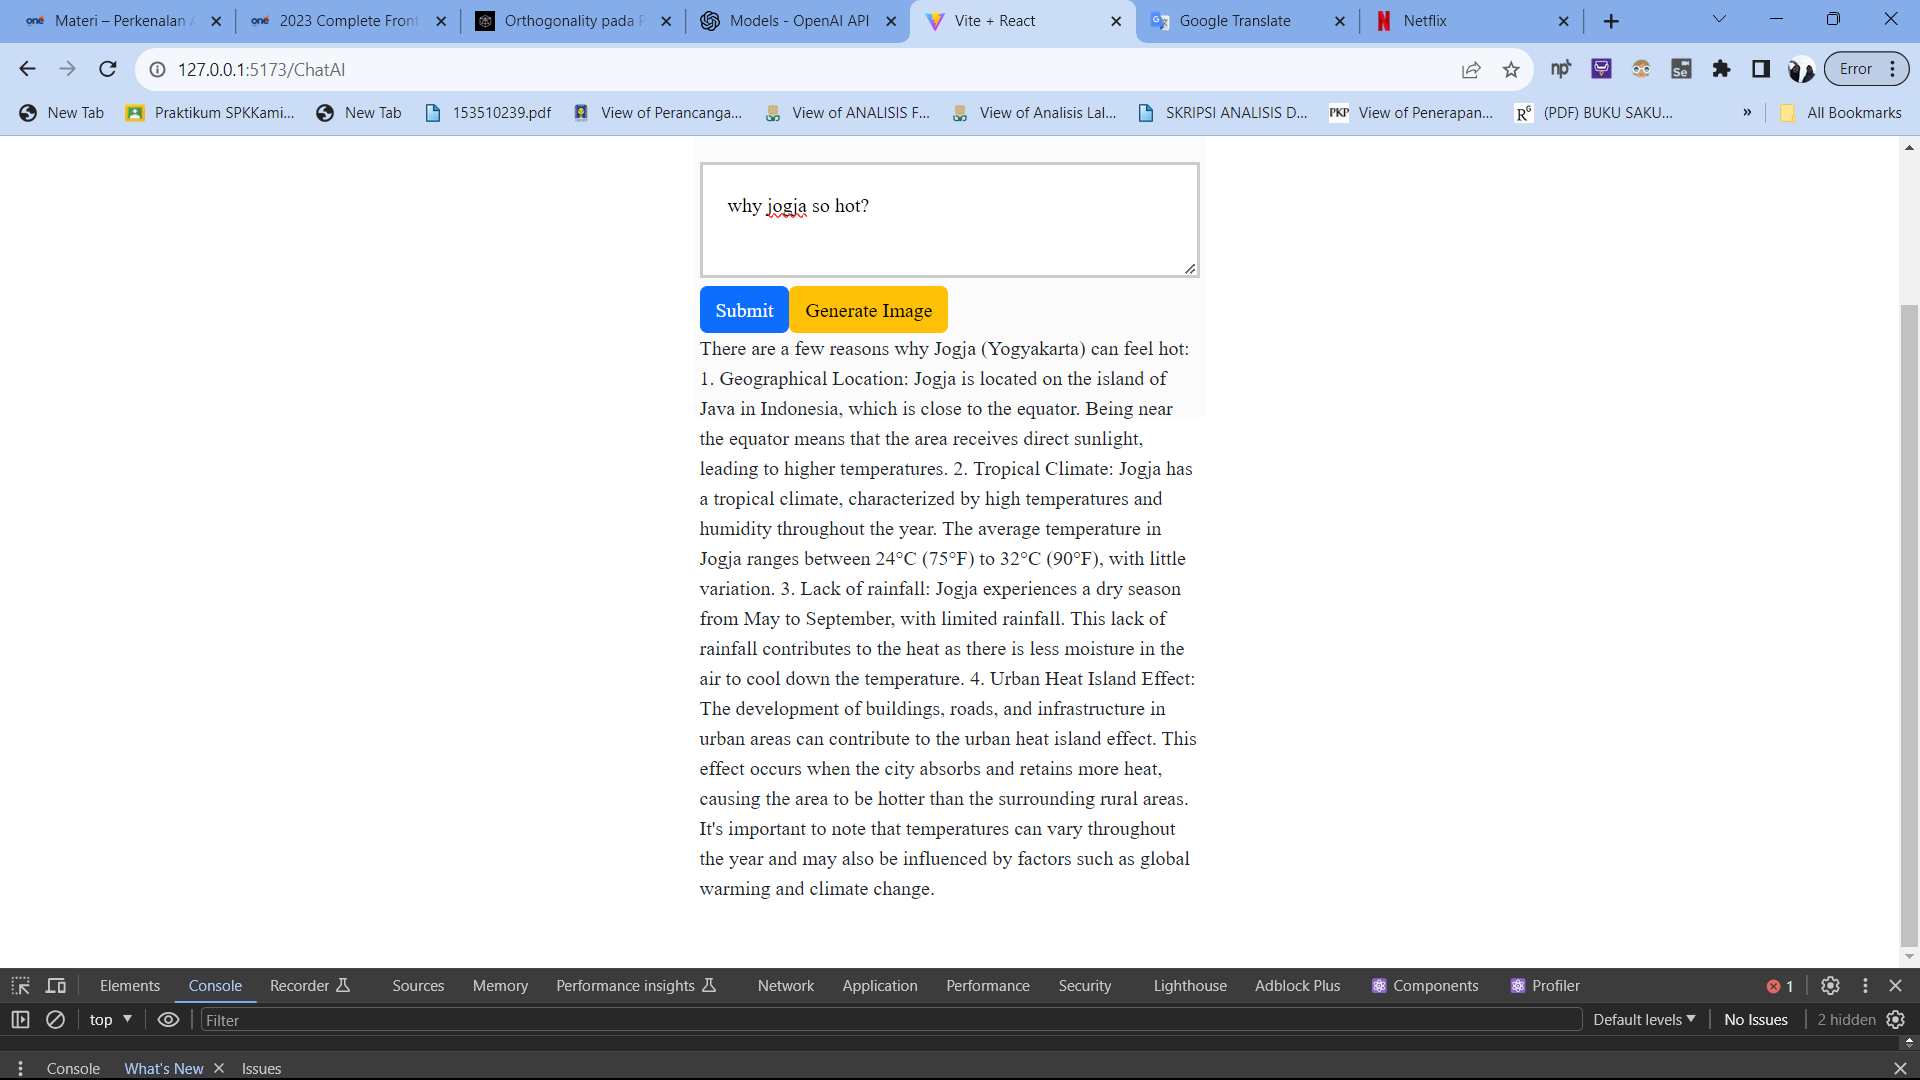 Materi – Perkenalan
2023 Complete Front
Orthogonality pada
Models - OpenAI API
Vite + React
Google Translate
Netflix
127.0.0.1:5173/ChatAI
Error
New Tab
Praktikum SPKKami...
New Tab
153510239.pdf
View of Perancanga...
View of ANALISIS F...
View of Analisis Lal...
SKRIPSI ANALISIS D...
PKP View of Penerapan...
(PDF) BUKU SAKU...
»
All Bookmarks
why jogja so hot?
Submit
Generate Image
There are a few reasons why Jogja (Yogyakarta) can feel hot:
1. Geographical Location: Jogja is located on the island of
Java in Indonesia, which is close to the equator. Being near
the equator means that the area receives direct sunlight,
leading to higher temperatures. 2. Tropical Climate: Jogja has
a tropical climate, characterized by high temperatures and
humidity throughout the year. The average temperature in
Jogja ranges between 24°C (75°F) to 32°C (90°F), with little
variation. 3. Lack of rainfall: Jogja experiences a dry season
from May to September, with limited rainfall. This lack of
rainfall contributes to the heat as there is less moisture in the
air to cool down the temperature. 4. Urban Heat Island Effect:
The development of buildings, roads, and infrastructure in
urban areas can contribute to the urban heat island effect. This
effect occurs when the city absorbs and retains more heat,
causing the area to be hotter than the surrounding rural areas.
It's important to note that temperatures can vary throughout
the year and may also be influenced by factors such as global
warming and climate change.
Elements
Console
Recorder
Sources
Memory
Performance insights
Network
Application
Performance
Security
Lighthouse
Adblock Plus
Components
Profiler
1
top
Filter
Default levels
No Issues
2 hidden
Console
What's New
Issues